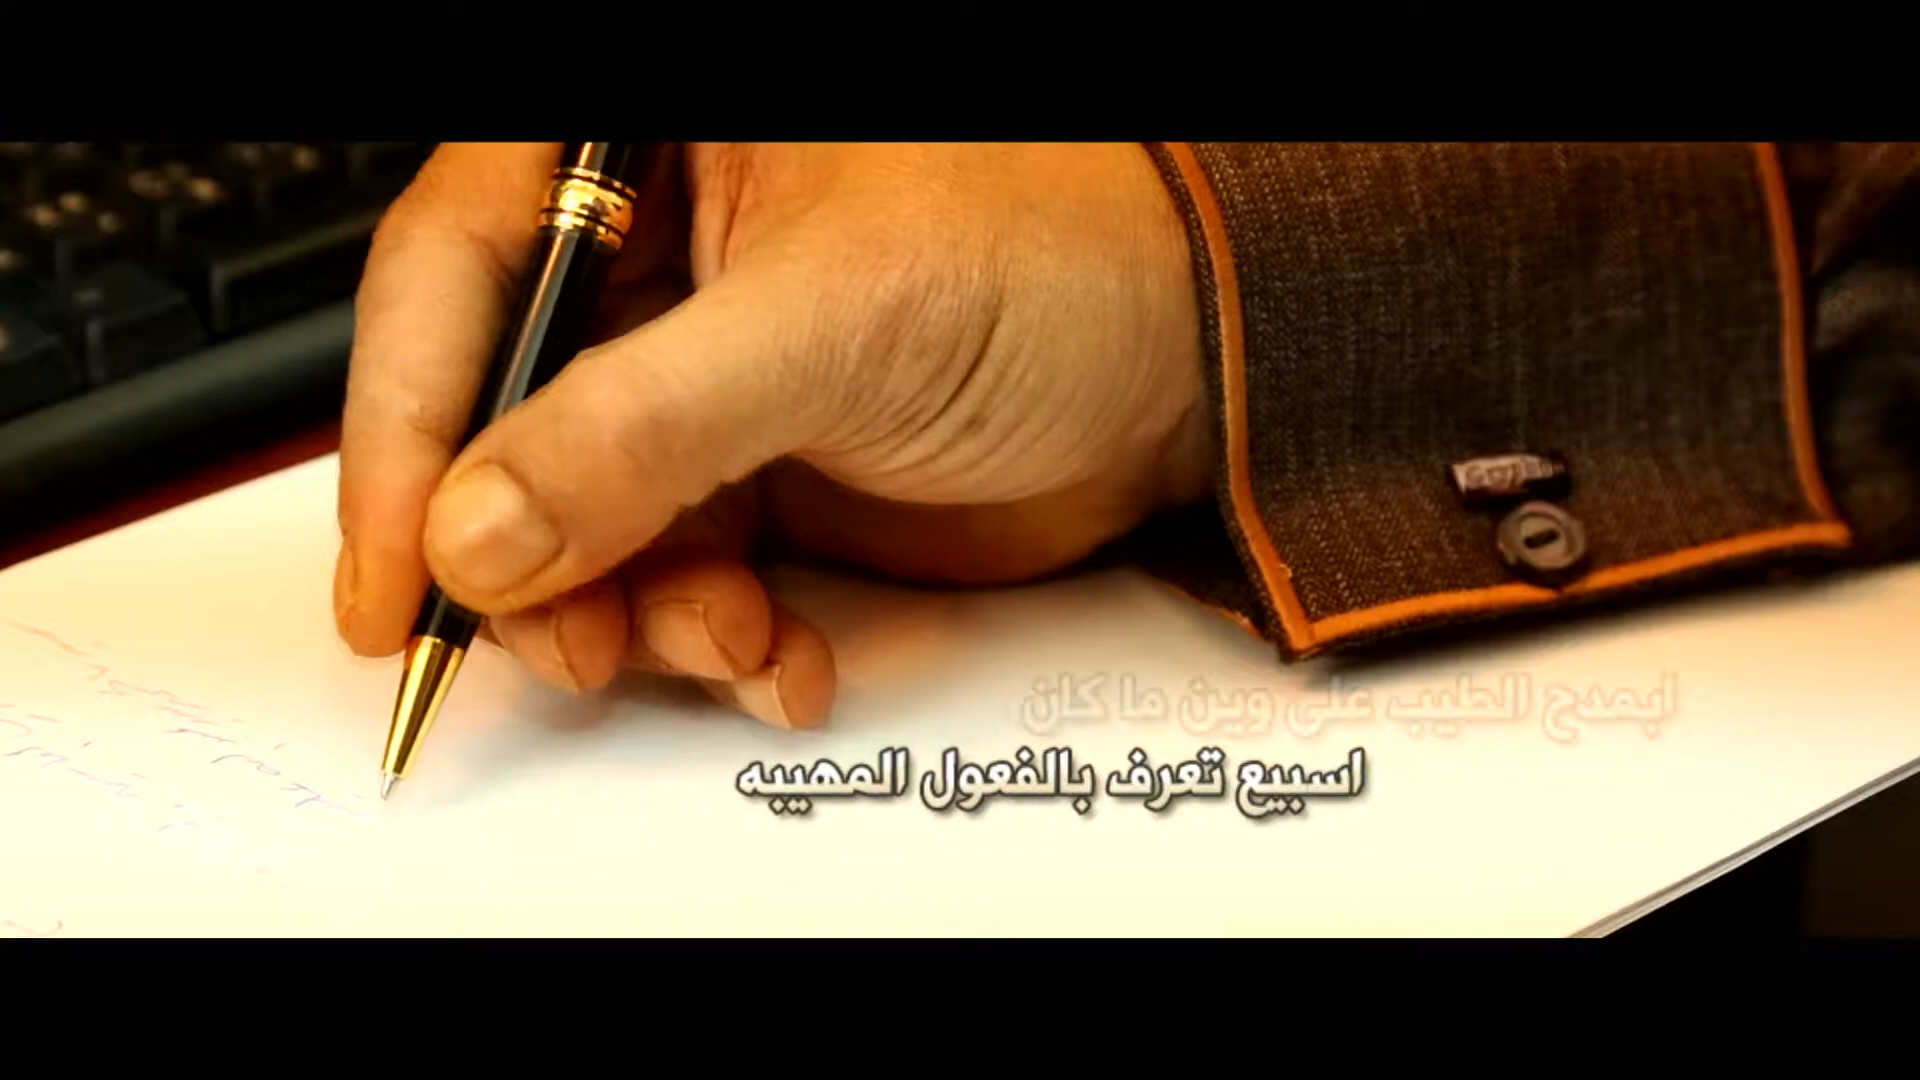 ابمدح الطيب على وين ما كان
اسبيع تعرف بالفعول المهيبه